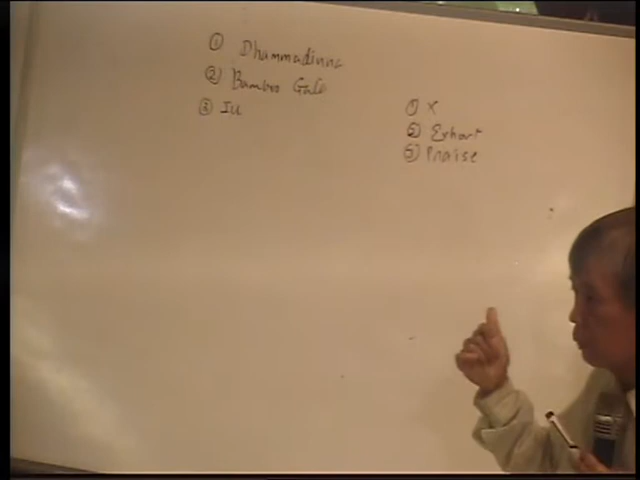 ① Dhammadinna
② Bamboo Gate
③ Ill
① X
② Exhort
③ Praise